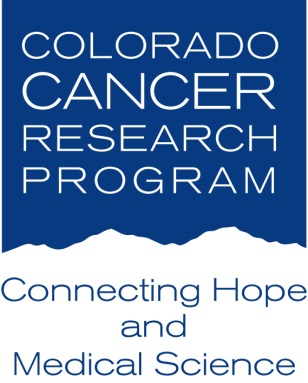 COLORADO
CANCER
RESEARCH
PROGRAM
Connecting Hope
and
Medical Science